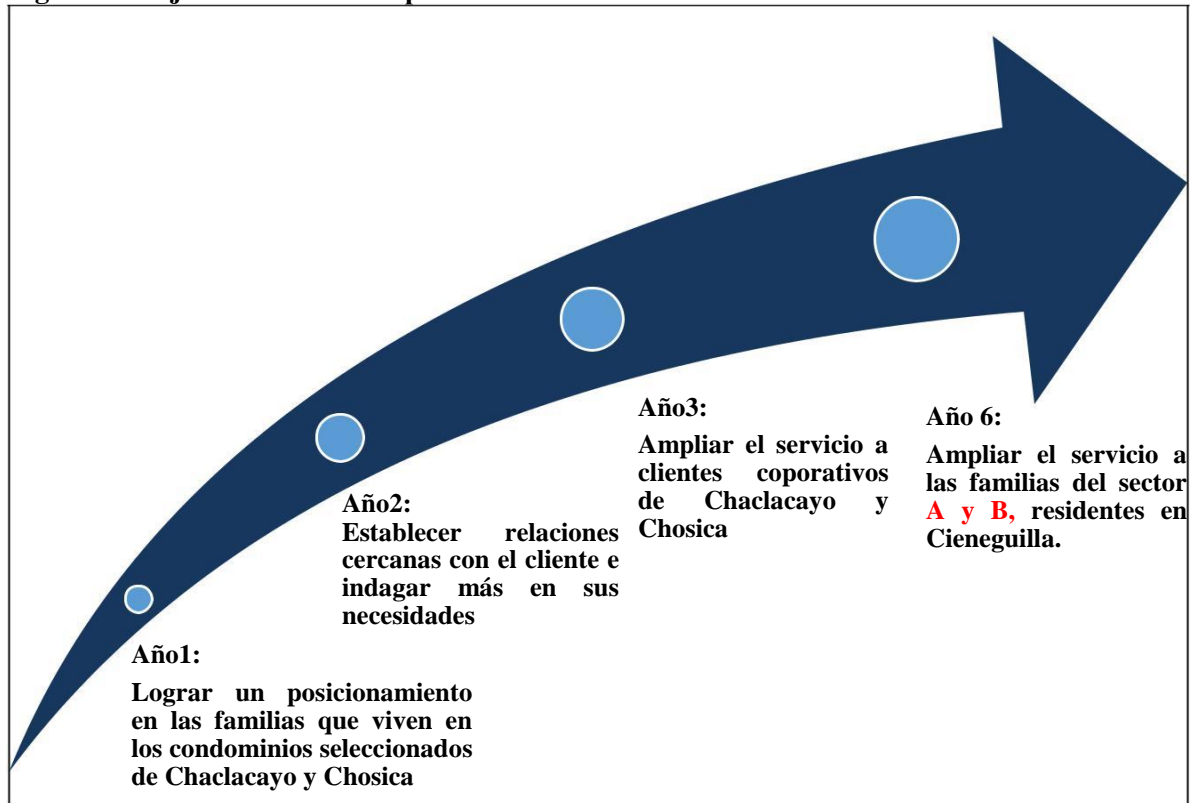 Año1:
Lograr un posicionamiento
en las familias que viven en
los condominios seleccionados
de Chaclacayo y Chosica
Año2:
Establecer relaciones
cercanas con el cliente e
indagar más en sus
necesidades
Año3:
Ampliar el servicio a
clientes coporativos
de Chaclacayo y
Chosica
Año 6:
Ampliar el servicio a
las familias del sector
A y B, residentes en
Cieneguilla.